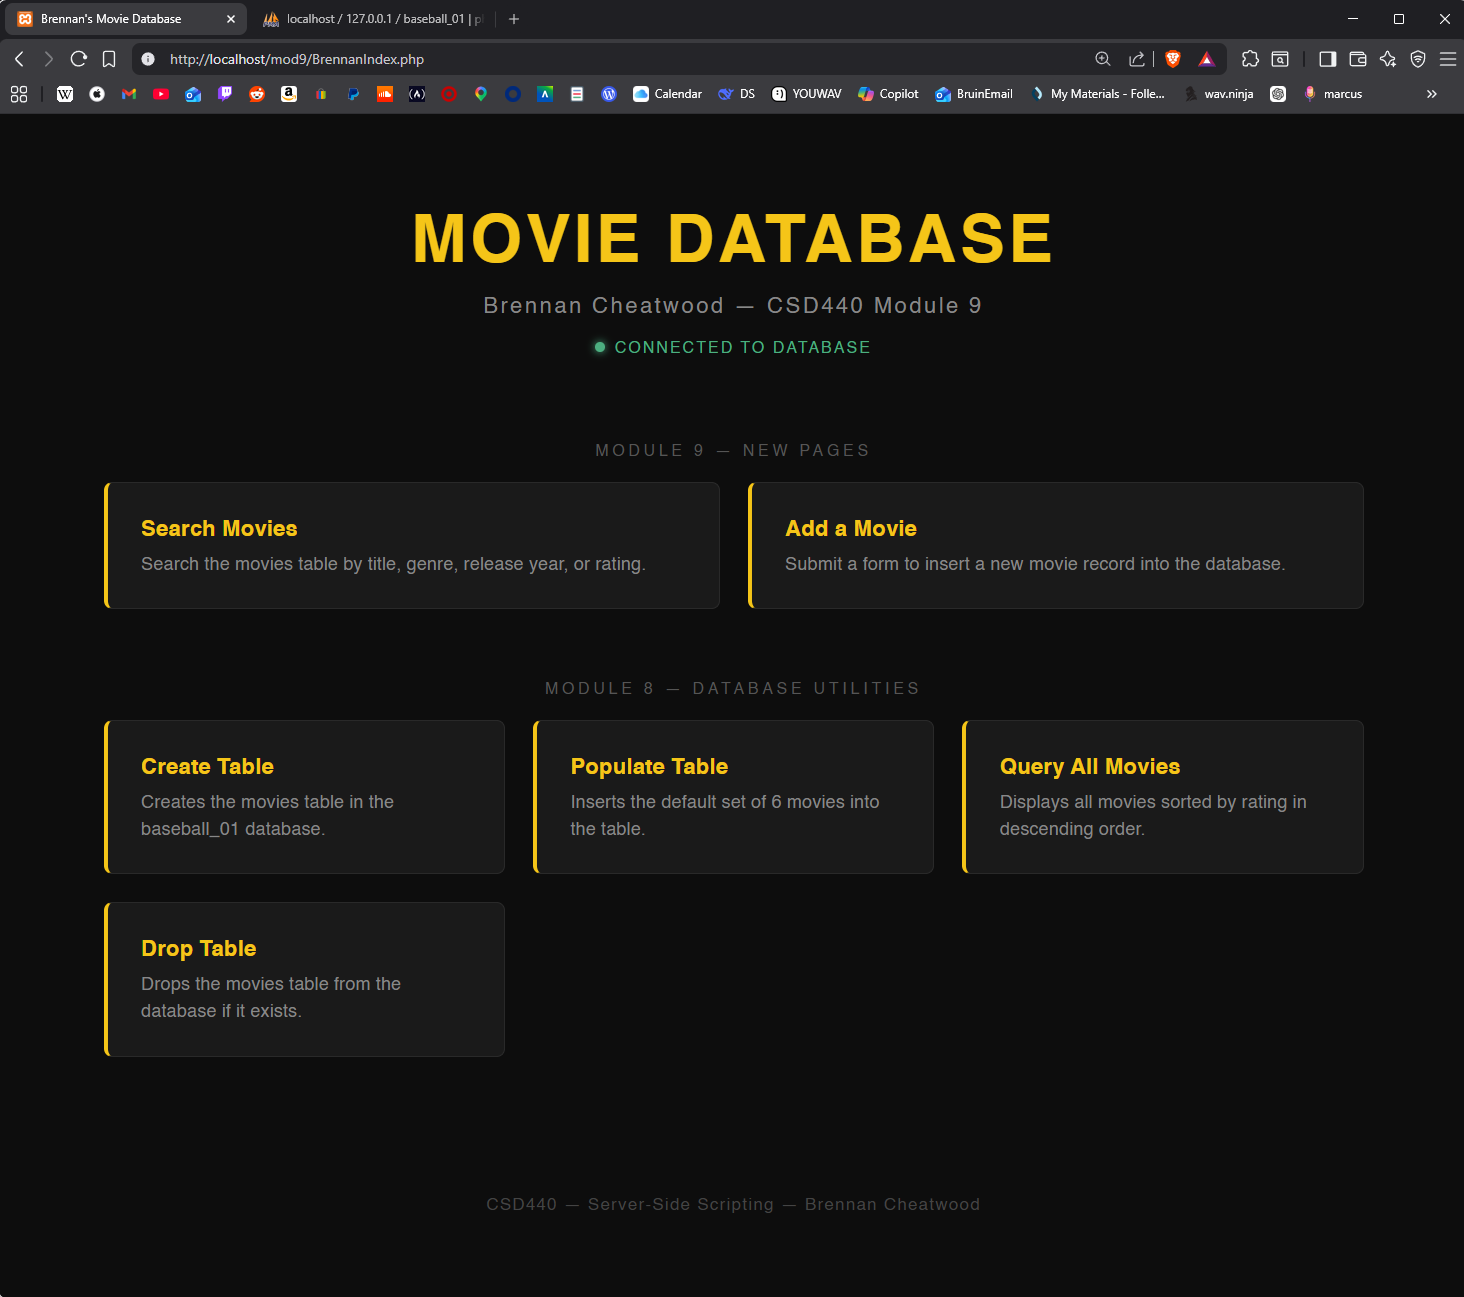 Brennan's Movie Database
localhost / 127.0.0.1 / baseball_01 |
http://localhost/mod9/BrennanIndex.php
Calendar
DS
YOUWAV
Copilot
BruinEmail
My Materials - Folle...
wav.ninja
marcus
MOVIE DATABASE
Brennan Cheatwood — CSD440 Module 9
CONNECTED TO DATABASE
MODULE 9 — NEW PAGES
Search Movies
Search the movies table by title, genre, release year, or rating.
Add a Movie
Submit a form to insert a new movie record into the database.
MODULE 8 — DATABASE UTILITIES
Create Table
Creates the movies table in the
baseball_01 database.
Populate Table
Inserts the default set of 6 movies into
the table.
Query All Movies
Displays all movies sorted by rating in
descending order.
Drop Table
Drops the movies table from the
database if it exists.
CSD440 — Server-Side Scripting — Brennan Cheatwood